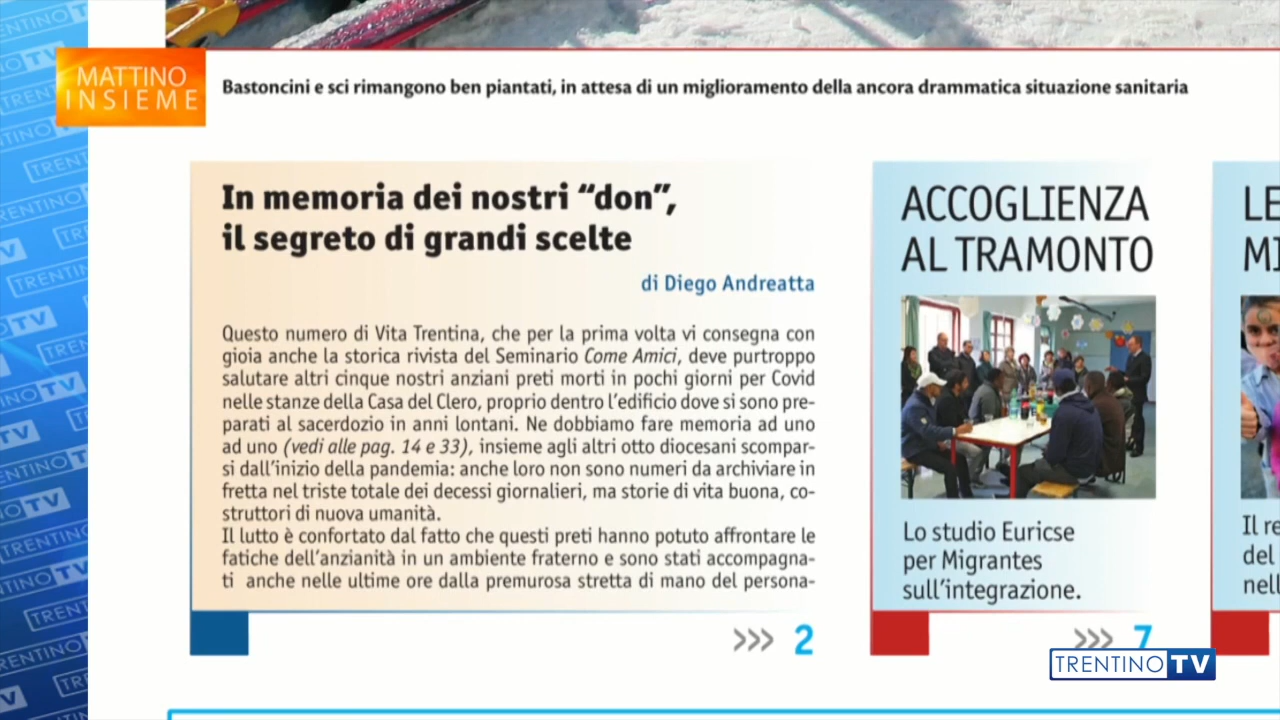 MATTINO
INSIEME
Bastoncini e sci rimangono ben piantati, in attesa di un miglioramento della ancora drammatica situazione sanitaria
In memoria dei nostri “don”,
il segreto di grandi scelte
di Diego Andreatta
Questo numero di Vita Trentina, che per la prima volta vi consegna con
gioia anche la storica rivista del Seminario Come Amici, deve purtroppo
salutare altri cinque nostri anziani preti morti in pochi giorni per Covid
nelle stanze della Casa del Clero, proprio dentro l’edificio dove si sono pre-
parati al sacerdozio in anni lontani. Ne dobbiamo fare memoria ad uno
ad uno (vedi alle pag. 14 e 33), insieme agli altri otto diocesani scompar-
si dall’inizio della pandemia: anche loro non sono numeri da archiviare in
fretta nel triste totale dei decessi giornalieri, ma storie di vita buona, co-
struttori di nuova umanità.
Il lutto è confortato dal fatto che questi preti hanno potuto affrontare le
fatiche dell’anzianità in un ambiente fraterno e sono stati accompagna-
ti anche nelle ultime ore dalla premurosa stretta di mano del persona-
>>> 2
ACCOGLIENZA
AL TRAMONTO
Lo studio Euricse
per Migrantes
sull’integrazione.
>>> 7
LE
MI
Il re
del
nell
TRENTINO TV